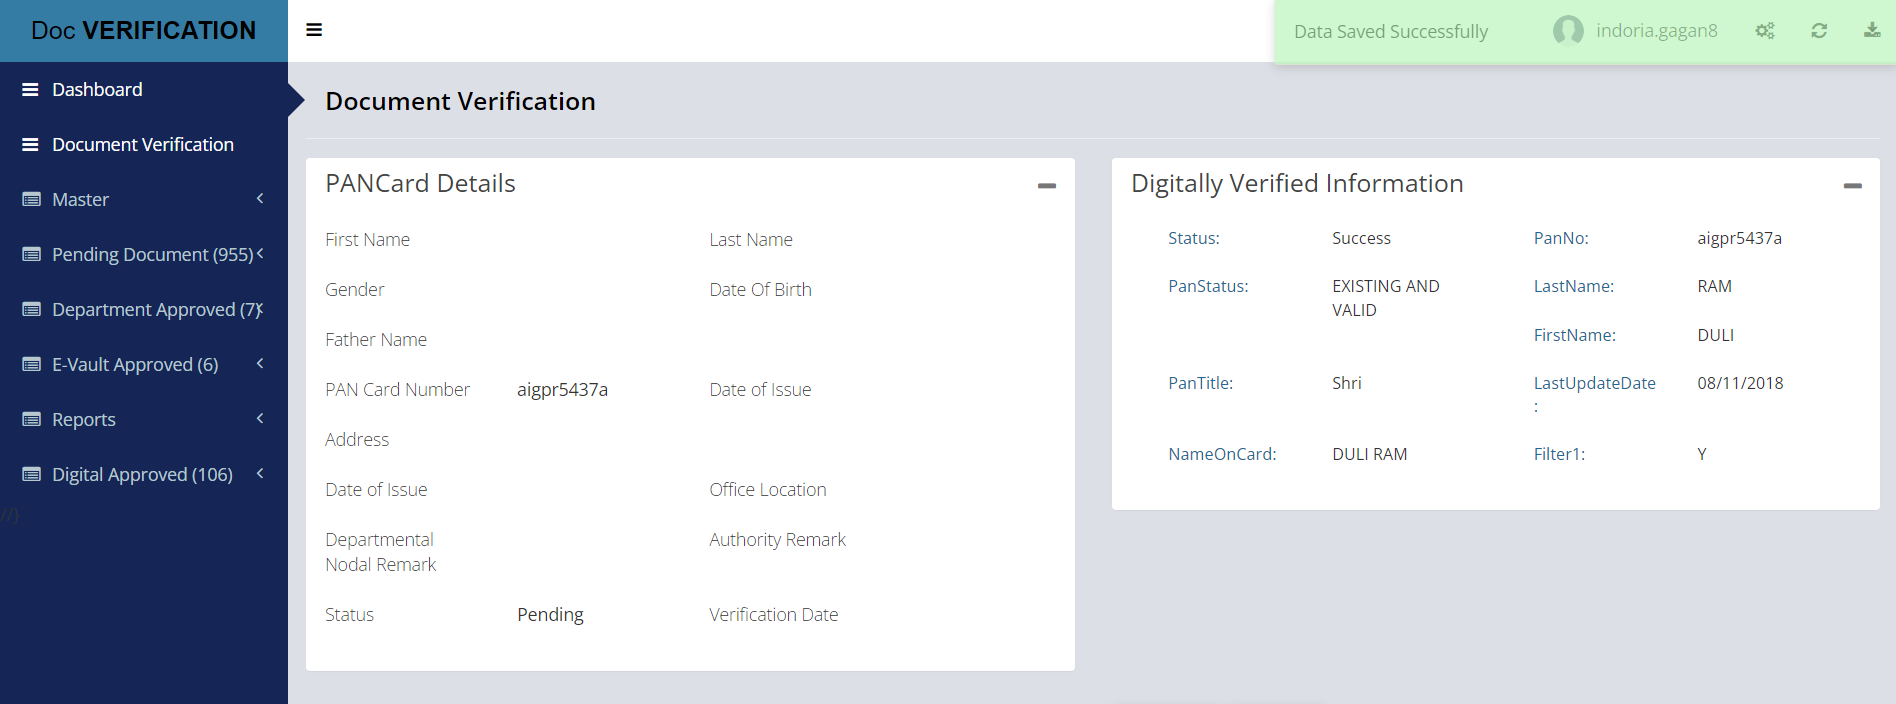 Doc VERIFICATION
Data Saved Successfully
indoria.gagan8
Dashboard
Document Verification
Master
Pending Document (955)
Department Approved (7)
E-Vault Approved (6)
Reports
Digital Approved (106)
//}
Document Verification
PANCard Details
First Name
Last Name
Gender
Date Of Birth
Father Name
PAN Card Number aigpr5437a
Date of Issue
Address
Date of Issue
Office Location
Departmental
Nodal Remark
Authority Remark
Status Pending
Verification Date
Digitally Verified Information
Status: Success
PanNo: aigpr5437a
PanStatus: EXISTING AND
VALID
LastName: RAM
FirstName: DULI
PanTitle: Shri
LastUpdateDate 08/11/2018
:
NameOnCard: DULI RAM
Filter1: Y